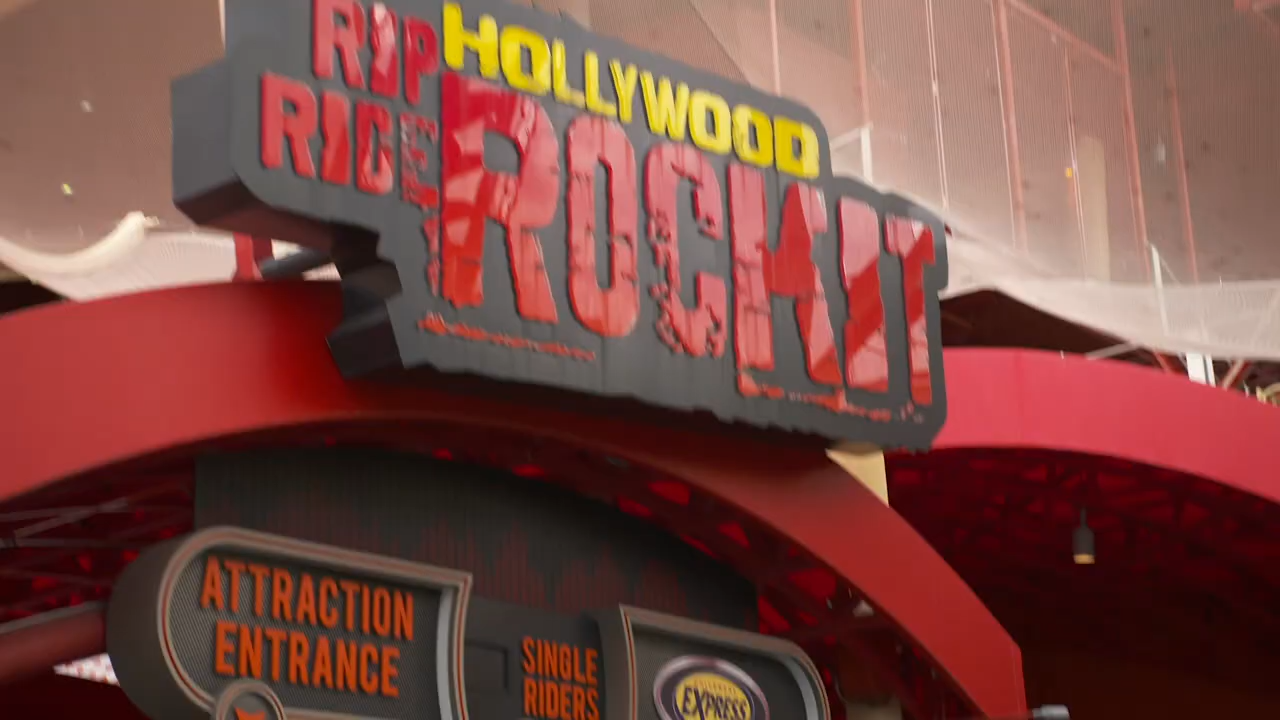 HOLLYWOOD
RIP
RIDE
ROCKIT
ATTRACTION
ENTRANCE
SINGLE
RIDERS
EXPRESS